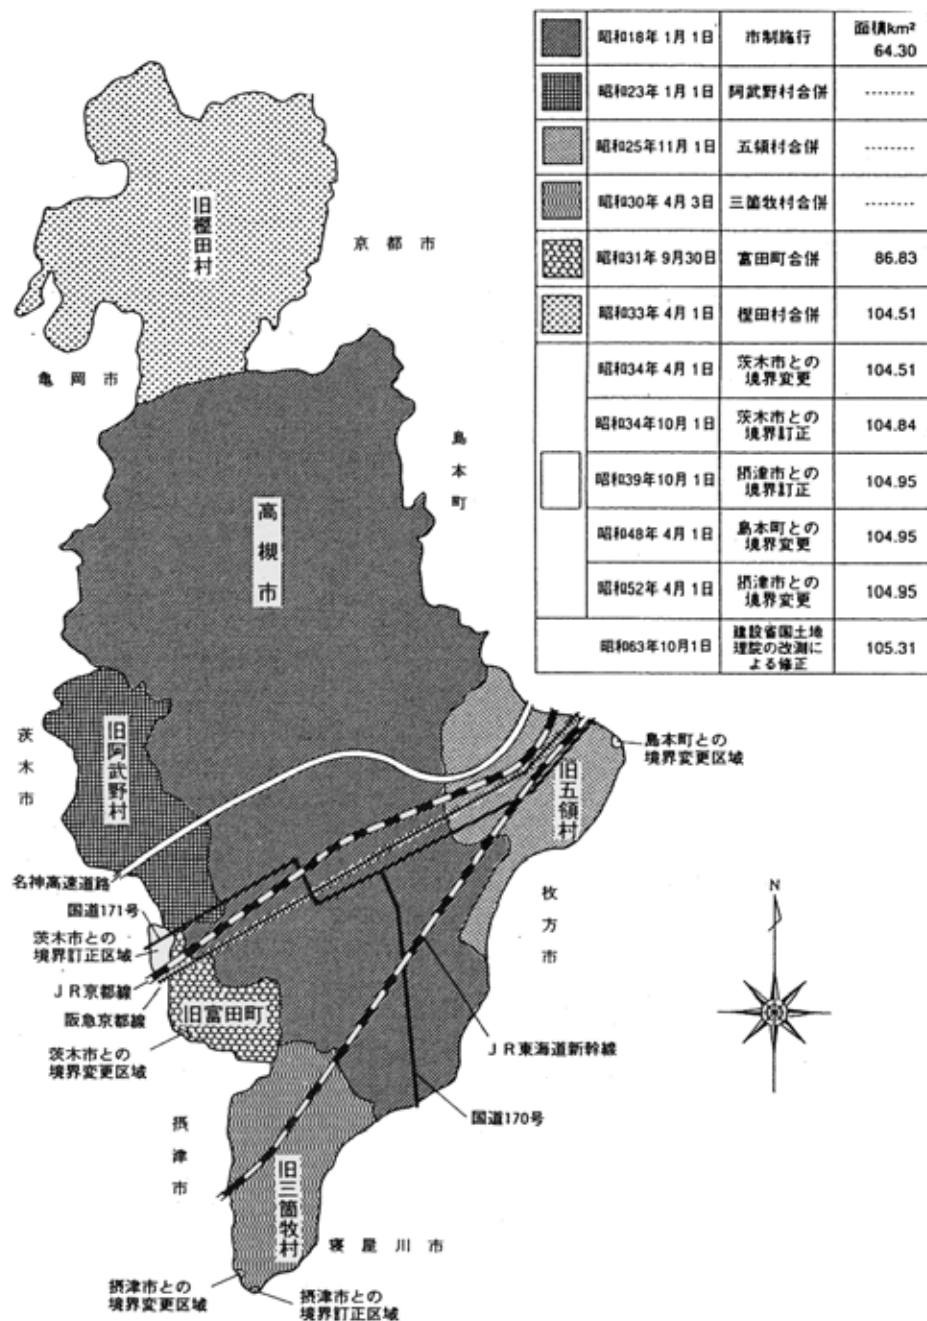 昭和18年 1月 1日 市制施行 面積km²
64.30
昭和23年 1月 1日 阿武野村合併 --------
昭和25年11月 1日 五領村合併 --------
昭和30年 4月 3日 三箇牧村合併 --------
昭和31年 9月30日 富田町合併 86.83
昭和33年 4月 1日 樫田村合併 104.51
昭和34年 4月 1日 茨木市との
境界変更 104.51
昭和34年10月 1日 茨木市との
境界訂正 104.84
昭和39年10月 1日 摂津市との
境界訂正 104.95
昭和48年 4月 1日 島本町との
境界変更 104.95
昭和52年 4月 1日 摂津市との
境界変更 104.95
昭和63年10月1日 建設省国土地
理院の改測に
よる修正 105.31
旧樫田村
京都市
亀岡市
島本町
高槻市
茨木市
旧阿武野村
島本町との
境界変更区域
旧五領村
名神高速道路
国道171号
茨木市との
境界訂正区域
JR京都線
阪急京都線
旧富田町
茨木市との
境界変更区域
枚方市
N
JR東海道新幹線
国道170号
摂津市
旧三箇牧村
寝屋川市
摂津市との
境界変更区域
摂津市との
境界訂正区域